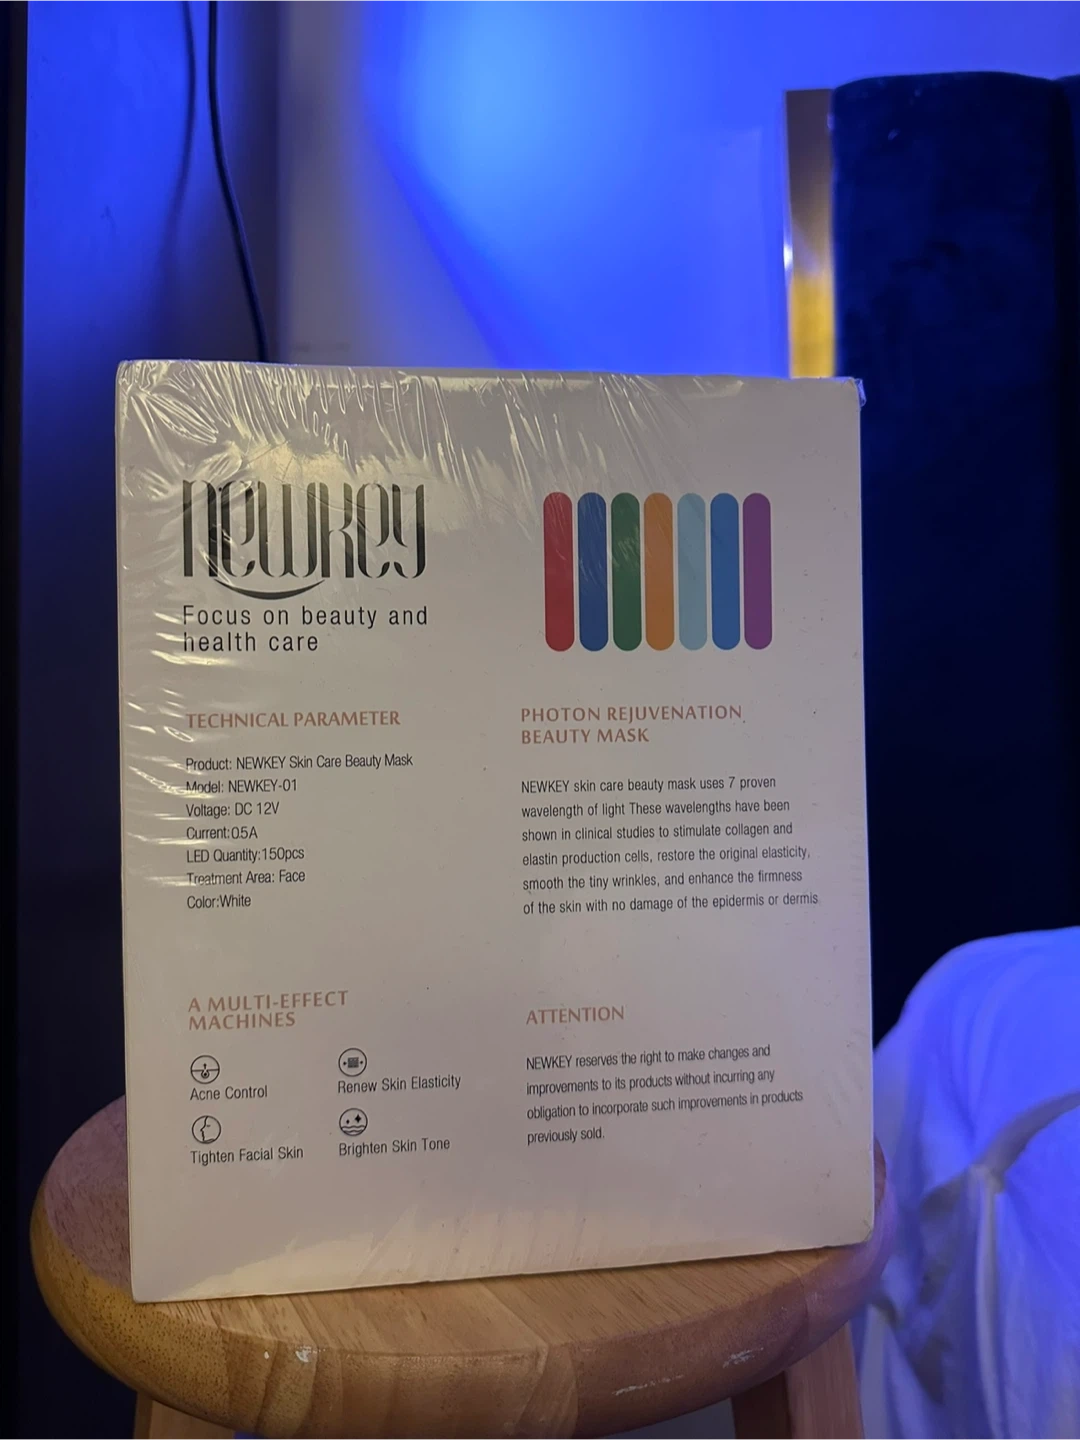 NEWKEY
Focus on beauty and
health care
TECHNICAL PARAMETER
Product: NEWKEY Skin Care Beauty Mask
Model: NEWKEY-01
Voltage: DC 12V
Current:05A
LED Quantity:150pcs
Treatment Area: Face
Color:White
PHOTON REJUVENATION
BEAUTY MASK
NEWKEY skin care beauty mask uses 7 proven
wavelength of light These wavelengths have been
shown in clinical studies to stimulate collagen and
elastin production cells, restore the original elasticity,
smooth the tiny wrinkles, and enhance the firmness
of the skin with no damage of the epidermis or dermis
A MULTI-EFFECT
MACHINES
Acne Control
Renew Skin Elasticity
Tighten Facial Skin
Brighten Skin Tone
ATTENTION
NEWKEY reserves the right to make changes and
improvements to its products without incurring any
obligation to incorporate such improvements in products
previously sold.